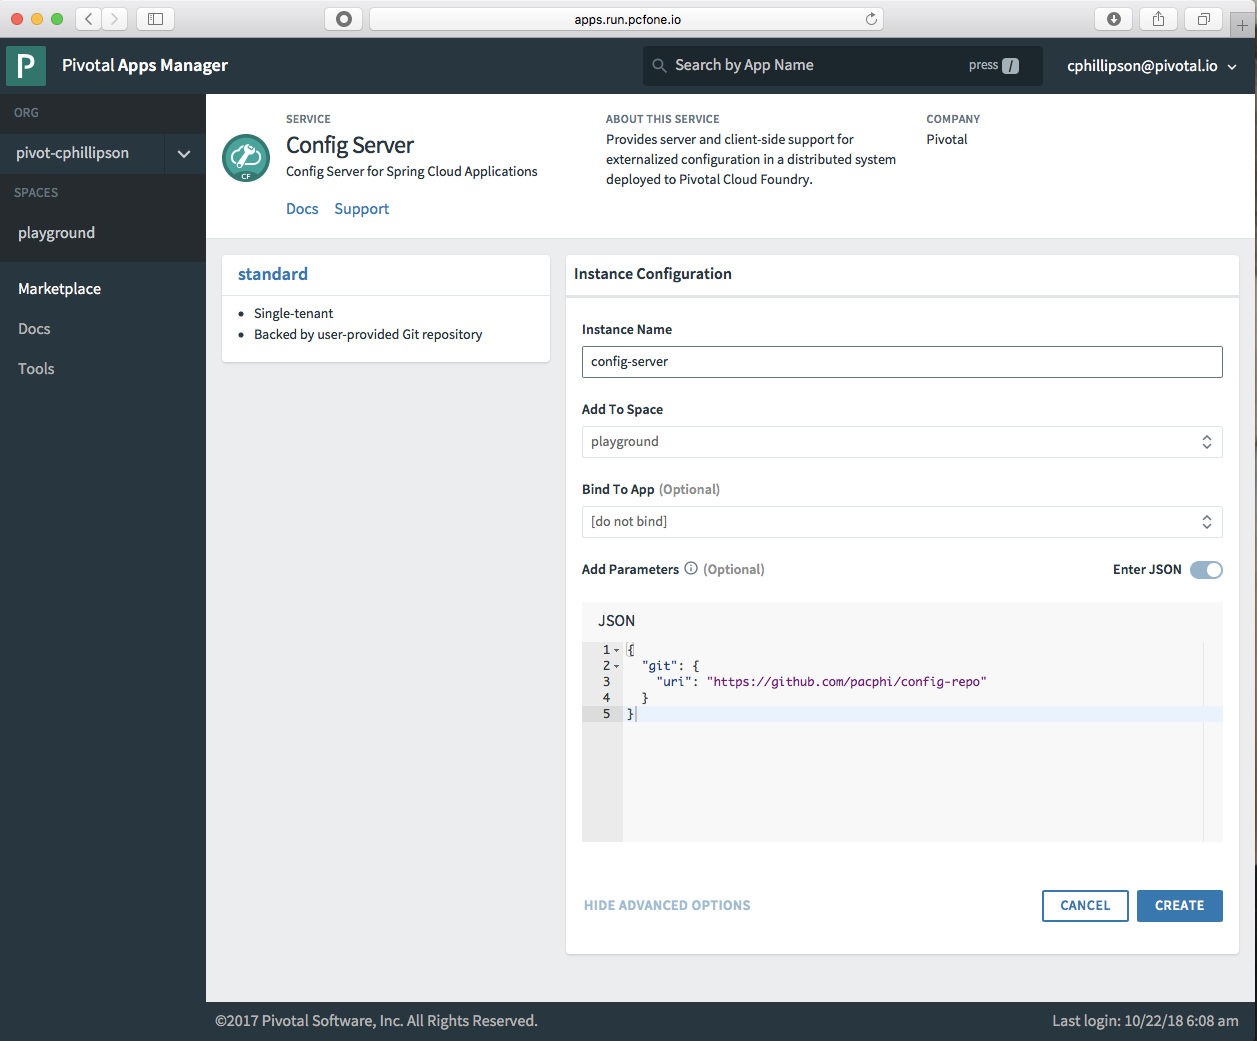 apps.run.pcfone.io
P
Pivotal Apps Manager
Search by App Name
press /
cphillipson@pivotal.io
ORG
pivot-cphillipson
SPACES
playground
Marketplace
Docs
Tools
CF
SERVICE
Config Server
Config Server for Spring Cloud Applications
Docs Support
ABOUT THIS SERVICE
Provides server and client-side support for
externalized configuration in a distributed system
deployed to Pivotal Cloud Foundry.
COMPANY
Pivotal
standard
• Single-tenant
• Backed by user-provided Git repository
Instance Configuration
Instance Name
config-server
Add To Space
playground
Bind To App (Optional)
[do not bind]
Add Parameters (Optional)
Enter JSON
JSON
1 {
2 "git": {
3 "uri": "https://github.com/pacphi/config-repo"
4 }
5 }
HIDE ADVANCED OPTIONS
CANCEL
CREATE
©2017 Pivotal Software, Inc. All Rights Reserved.
Last login: 10/22/18 6:08 am